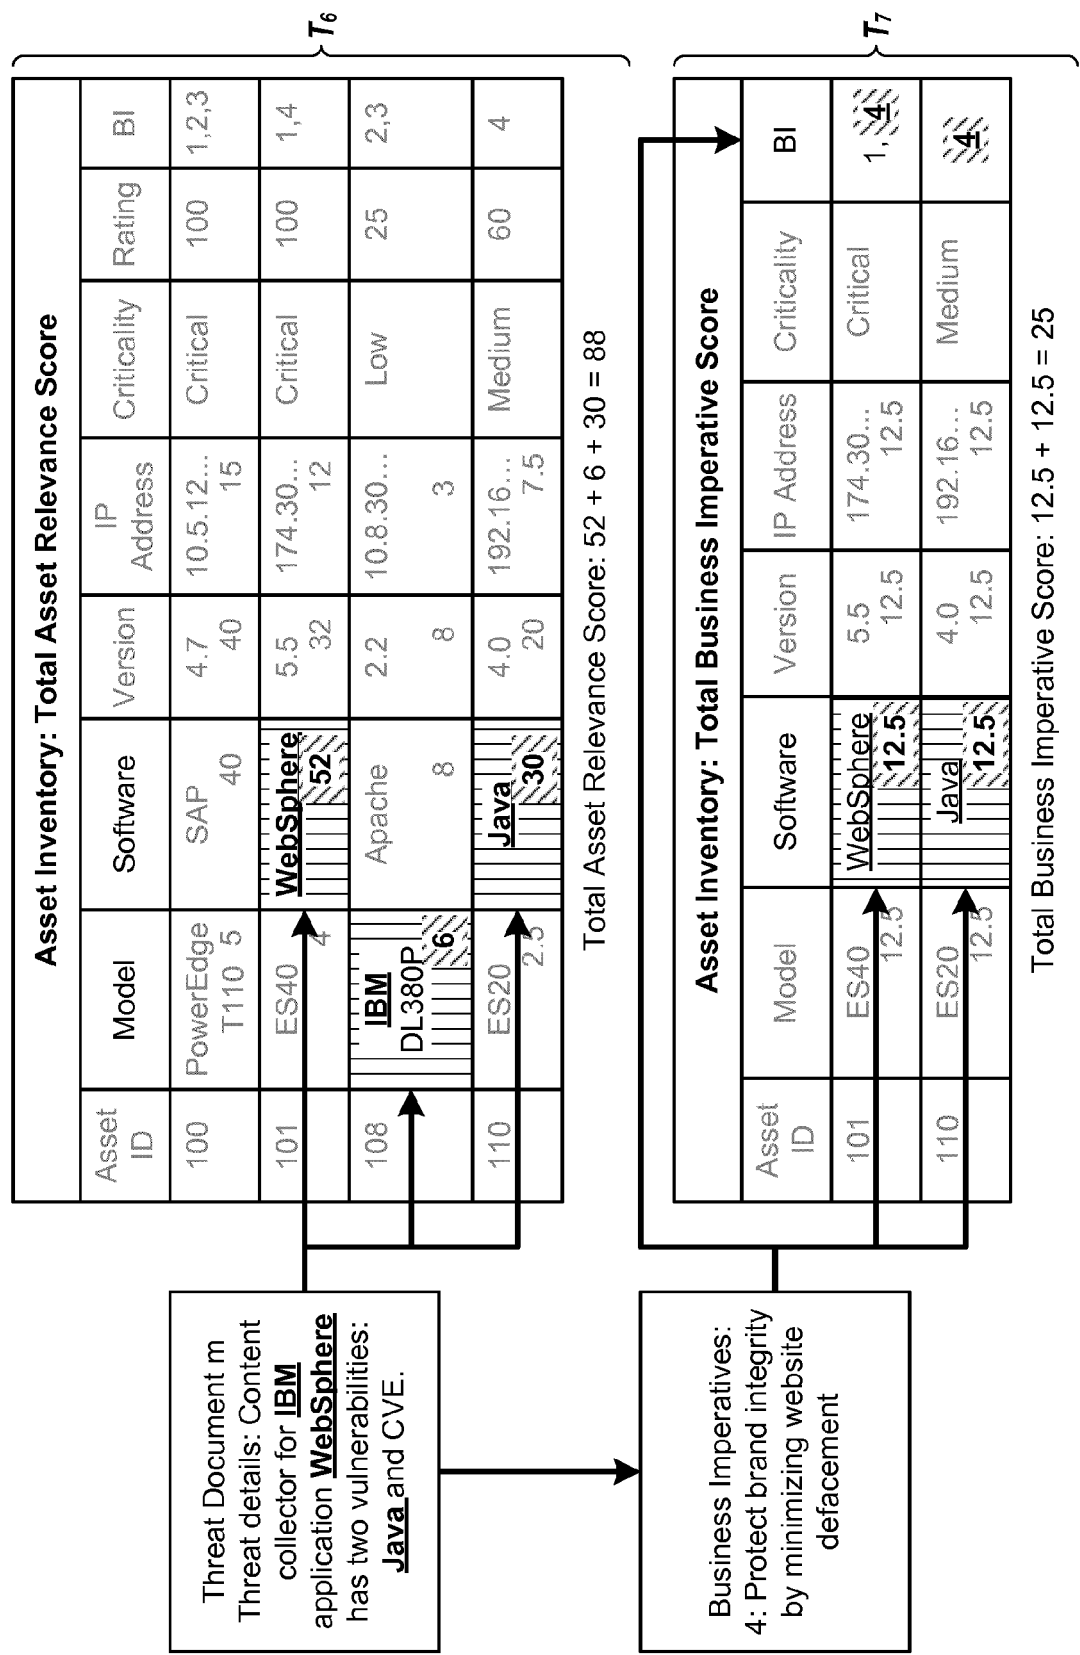 Threat Document m
Threat details: Content
collector for IBM
application WebSphere
has two vulnerabilities:
Java and CVE.
Asset Inventory: Total Asset Relevance Score
Asset
ID
Model
Software
Version
IP
Address
Criticality
Rating
BI
100
PowerEdge
T110 5
SAP
40
4.7
40
10.5.12...
15
Critical
100
1,2,3
101
ES40
4
WebSphere
52
5.5
32
174.30...
12
Critical
100
1,4
108
IBM
DL380P
6
Apache
8
2.2
8
10.8.30...
3
Low
25
2,3
110
ES20
2.5
Java
30
4.0
20
192.16...
7.5
Medium
60
4
T6
Total Asset Relevance Score: 52 + 6 + 30 = 88
Business Imperatives:
4: Protect brand integrity
by minimizing website
defacement
Asset Inventory: Total Business Imperative Score
Asset
ID
Model
Software
Version
IP Address
Criticality
BI
101
ES40
12.5
WebSphere
12.5
5.5
12.5
174.30...
12.5
Critical
1,4
110
ES20
12.5
Java
12.5
4.0
12.5
192.16...
12.5
Medium
4
T7
Total Business Imperative Score: 12.5 + 12.5 = 25